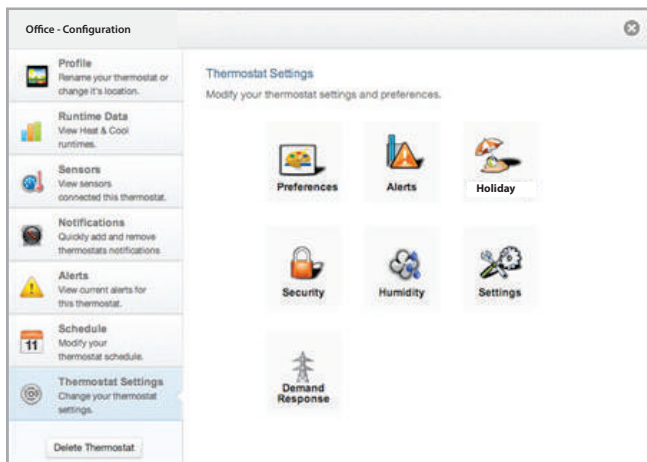 Office - Configuration
Profile
Rename your thermostat or
change it's location.
Runtime Data
View Heat & Cool
runtimes.
Sensors
View sensors
connected this thermostat.
Notifications
Quickly add and remove
thermostats notifications
Alerts
View current alerts for
this thermostat.
11
Schedule
Modify your
thermostat schedule.
Thermostat Settings
Change your thermostat
settings.
Delete Thermostat
Thermostat Settings
Modify your thermostat settings and preferences.
Preferences
Alerts
Holiday
Security
Humidity
Settings
Demand
Response